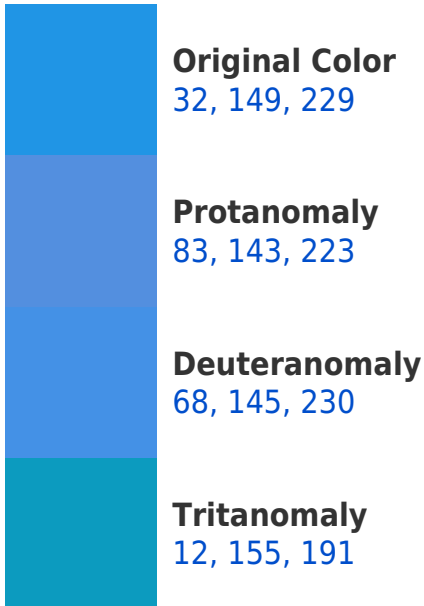 Original Color
32, 149, 229
Protanomaly
83, 143, 223
Deuteranomaly
68, 145, 230
Tritanomaly
12, 155, 191